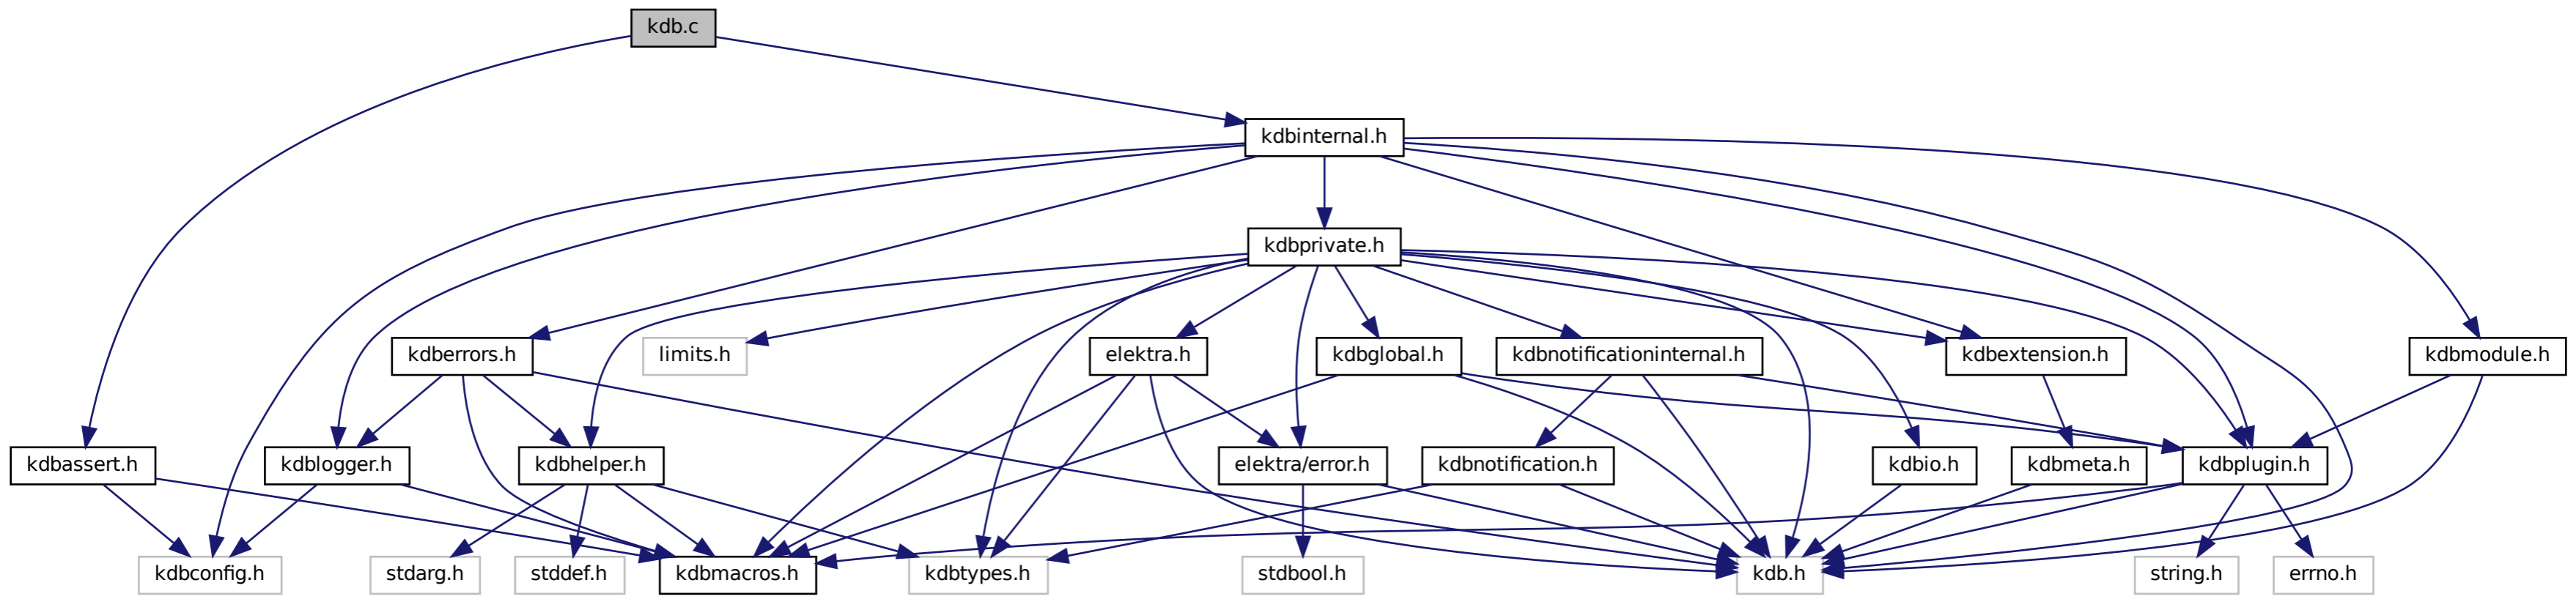 kdb.c
kdbinternal.h
kdbprivate.h
kdberrors.h
limits.h
elektra.h
kdbglobal.h
kdbnotificationinternal.h
kdbextension.h
kdbmodule.h
kdbassert.h
kdblogger.h
kdbhelper.h
elektra/error.h
kdbnotification.h
kdbio.h
kdbmeta.h
kdbplugin.h
kdbconfig.h
stdarg.h
stddef.h
kdbmacros.h
kdbtypes.h
stdbool.h
kdb.h
string.h
errno.h